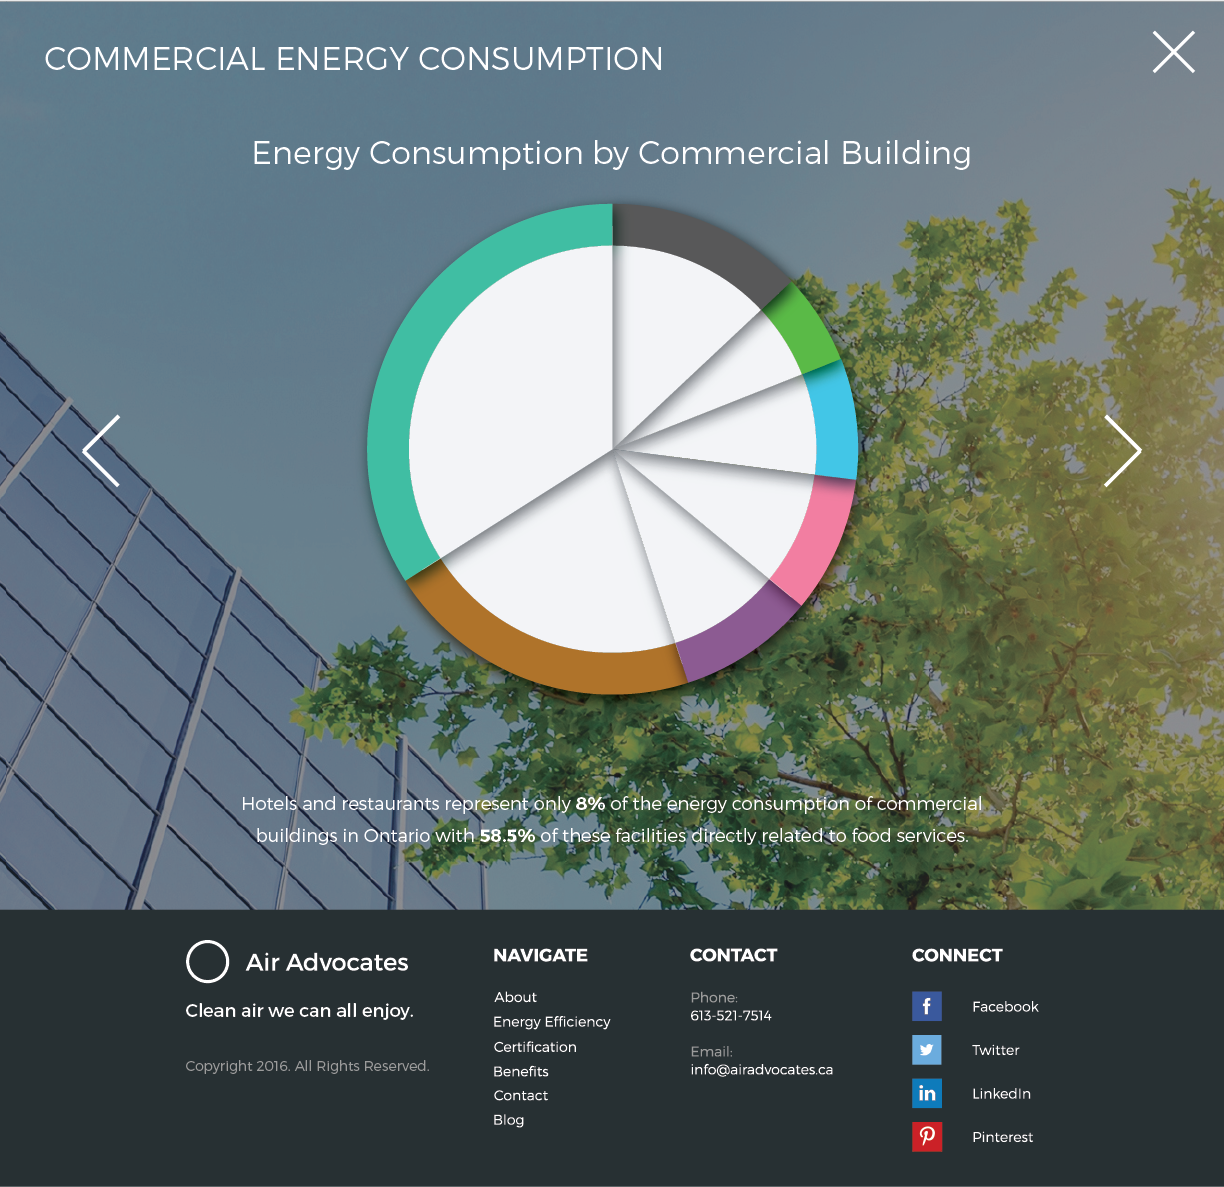 COMMERCIAL ENERGY CONSUMPTION
Energy Consumption by Commercial Building
Hotels and restaurants represent only 8% of the energy consumption of commercial
buildings in Ontario with 58.5% of these facilities directly related to food services.
Air Advocates
Clean air we can all enjoy.
Copyright 2016. All Rights Reserved.
NAVIGATE
About
Energy Efficiency
Certification
Benefits
Contact
Blog
CONTACT
Phone:
613-521-7514
Email:
info@airadvocates.ca
CONNECT
Facebook
Twitter
LinkedIn
Pinterest